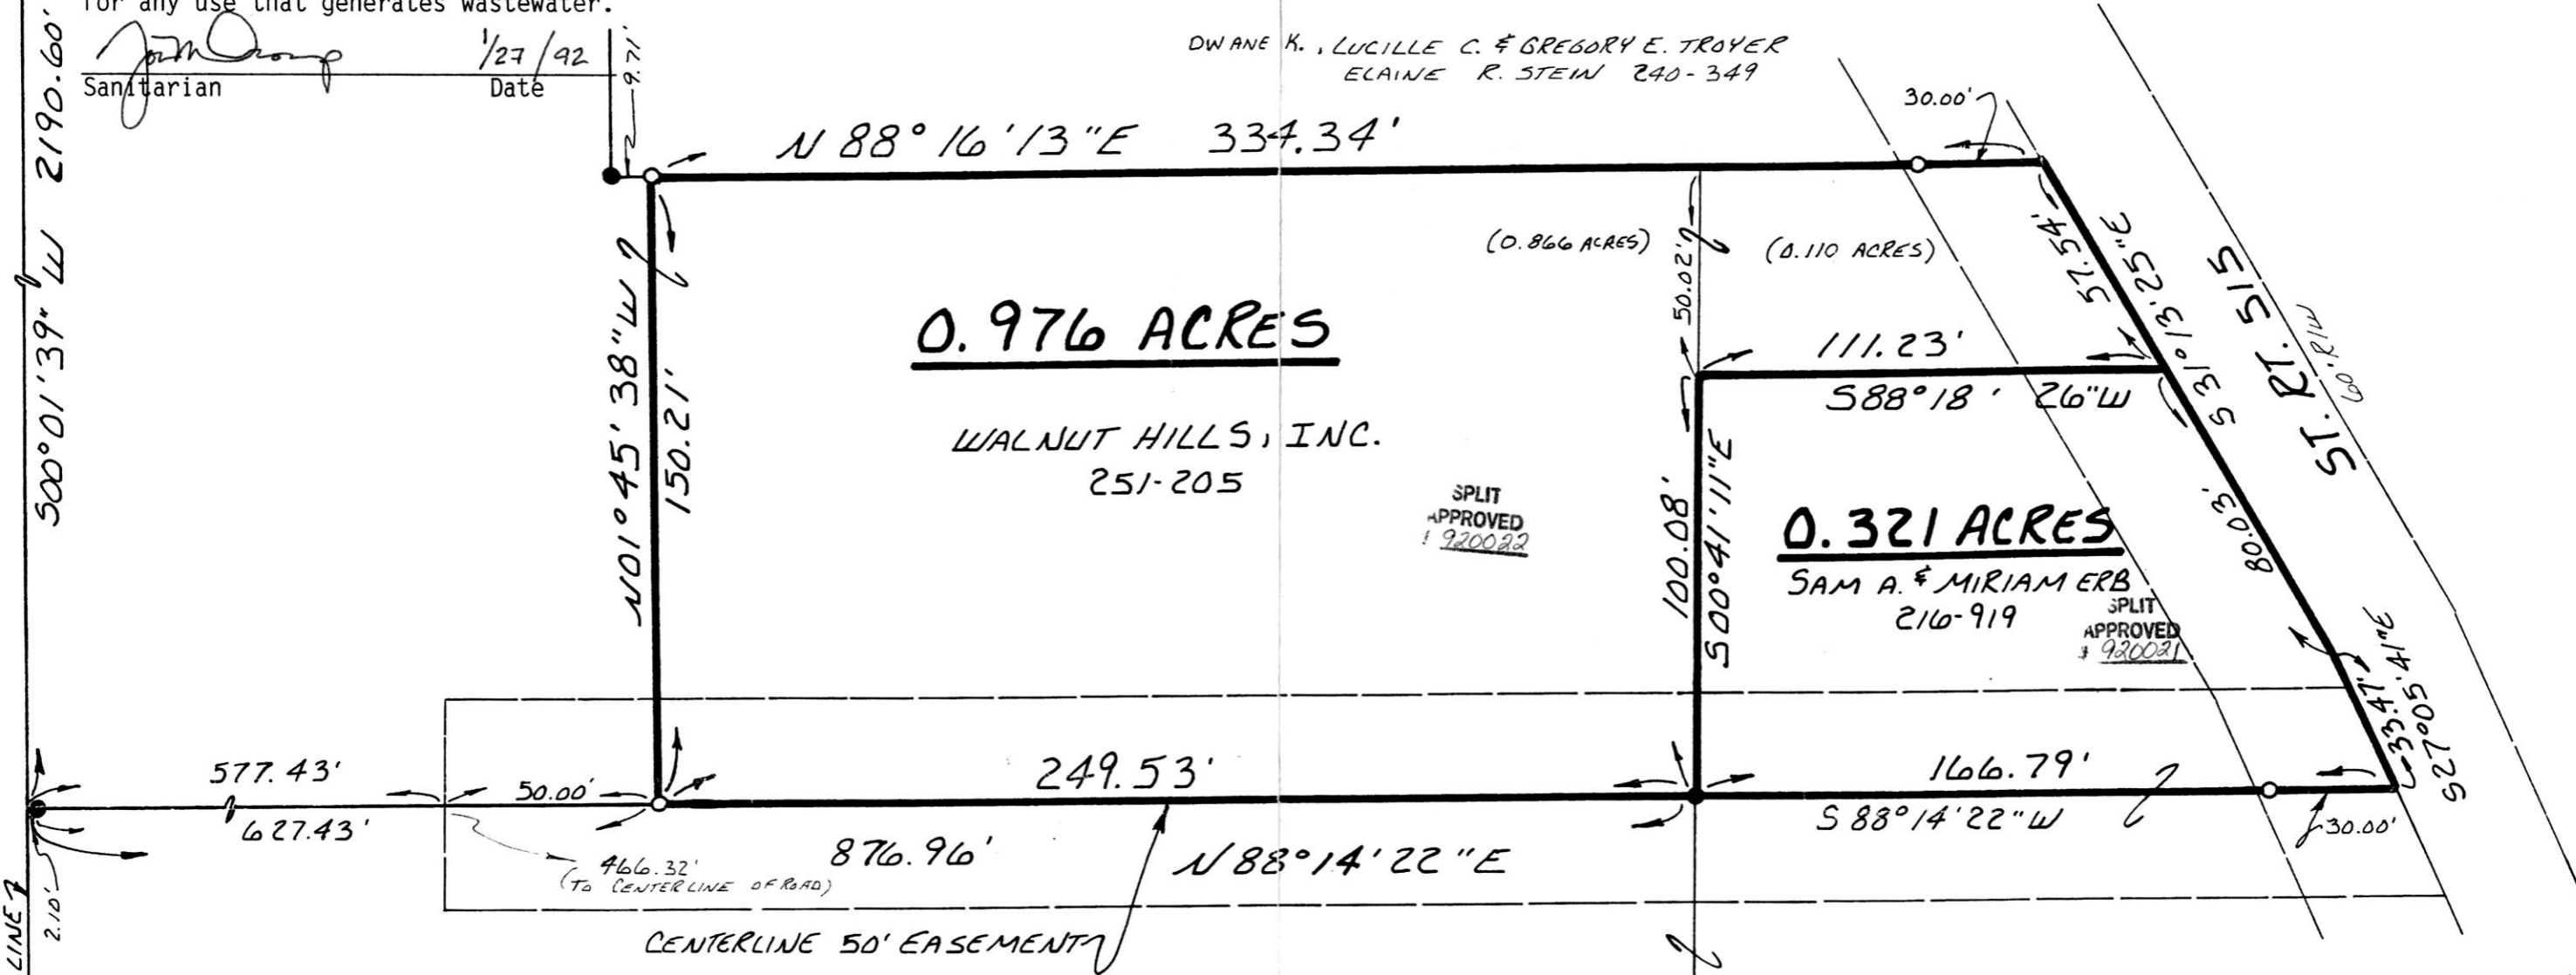 for any use that generates wastewater.
1/27/92
Sanitarian Date
9.71'
S00°01'39"W 2190.60'
DWANE K., LUCILLE C. & GREGORY E. TROYER
ELAINE R. STEIN 240-349
N 88° 16' 13"E 334.34'
30.00'
(0.866 ACRES)
50.02'
(0.110 ACRES)
57.54'
S 31° 13' 25"E
ST. RT. 515
60' R/W
0.976 ACRES
WALNUT HILLS, INC.
251-205
N01° 45' 38"W
150.21'
111.23'
S88°18' 26"W
SPLIT
APPROVED
920022
100.08'
S00°41'11"E
0.321 ACRES
SAM A. & MIRIAM ERB
216-919
SPLIT
APPROVED
920021
80.03'
33.47'
S27°05'41"E
577.43'
627.43'
50.00'
249.53'
166.79'
S 88°14'22"W
30.00'
466.32'
(TO CENTERLINE OF ROAD)
876.96'
N 88°14'22"E
CENTERLINE 50' EASEMENT
LINE
2.10'